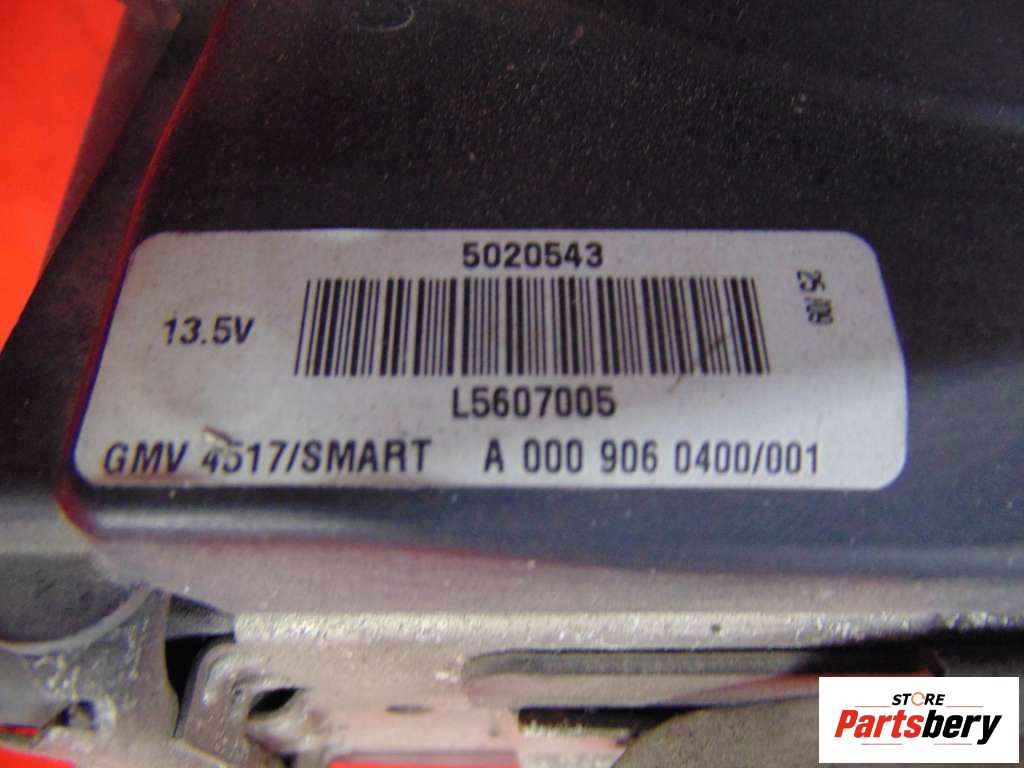 5020543
13.5V
L5607005
GMV 4517/SMART A 000 906 0400/001
STORE
Partsbery